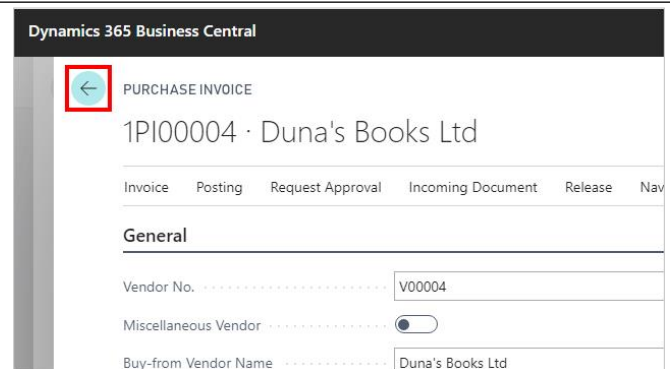 Dynamics 365 Business Central
PURCHASE INVOICE
1PI00004 · Duna's Books Ltd
Invoice Posting Request Approval Incoming Document Release Nav
General
Vendor No. V00004
Miscellaneous Vendor
Buy-from Vendor Name Duna's Books Ltd